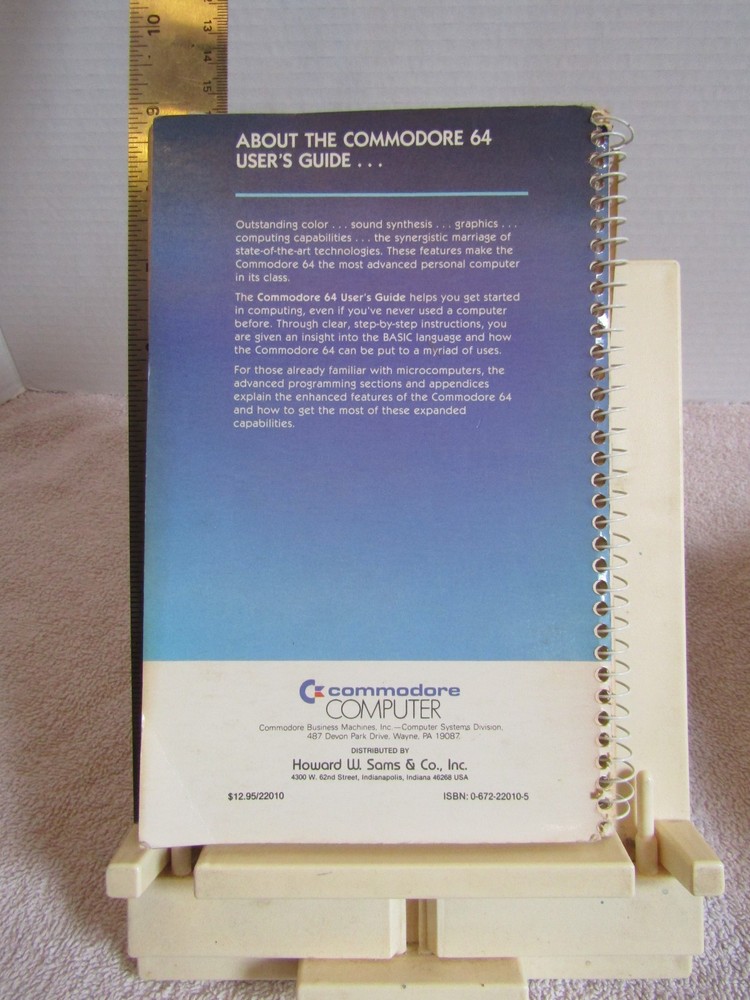 10
13
14
15
9
ABOUT THE COMMODORE 64
USER'S GUIDE . . .
Outstanding color . . . sound synthesis . . . graphics . . .
computing capabilities . . . the synergistic marriage of
state-of-the-art technologies. These features make the
Commodore 64 the most advanced personal computer
in its class.
The Commodore 64 User's Guide helps you get started
in computing, even if you've never used a computer
before. Through clear, step-by-step instructions, you
are given an insight into the BASIC language and how
the Commodore 64 can be put to a myriad of uses.
For those already familiar with microcomputers, the
advanced programming sections and appendices
explain the enhanced features of the Commodore 64
and how to get the most of these expanded
capabilities.
commodore
COMPUTER
Commodore Business Machines, Inc.—Computer Systems Division,
487 Devon Park Drive, Wayne, PA 19087.
DISTRIBUTED BY
Howard W. Sams & Co., Inc.
4300 W. 62nd Street, Indianapolis, Indiana 46268 USA
$12.95/22010 ISBN: 0-672-22010-5